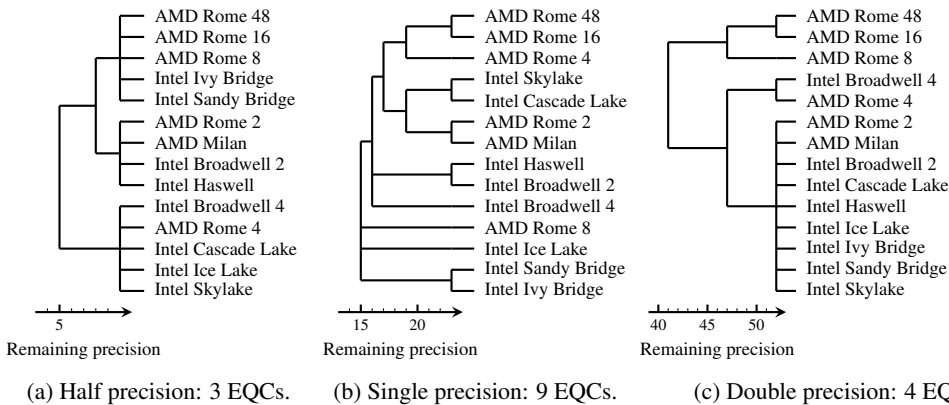 AMD Rome 48
AMD Rome 16
AMD Rome 8
Intel Ivy Bridge
Intel Sandy Bridge
AMD Rome 2
AMD Milan
Intel Broadwell 2
Intel Haswell
Intel Broadwell 4
AMD Rome 4
Intel Cascade Lake
Intel Ice Lake
Intel Skylake
5
Remaining precision
(a) Half precision: 3 EQCs.
AMD Rome 48
AMD Rome 16
AMD Rome 4
Intel Skylake
Intel Cascade Lake
AMD Rome 2
AMD Milan
Intel Haswell
Intel Broadwell 2
Intel Broadwell 4
AMD Rome 8
Intel Ice Lake
Intel Sandy Bridge
Intel Ivy Bridge
15 20
Remaining precision
(b) Single precision: 9 EQCs.
AMD Rome 48
AMD Rome 16
AMD Rome 8
Intel Broadwell 4
AMD Rome 4
AMD Rome 2
AMD Milan
Intel Broadwell 2
Intel Cascade Lake
Intel Haswell
Intel Ice Lake
Intel Ivy Bridge
Intel Sandy Bridge
Intel Skylake
40 45 50
Remaining precision
(c) Double precision: 4 EQ